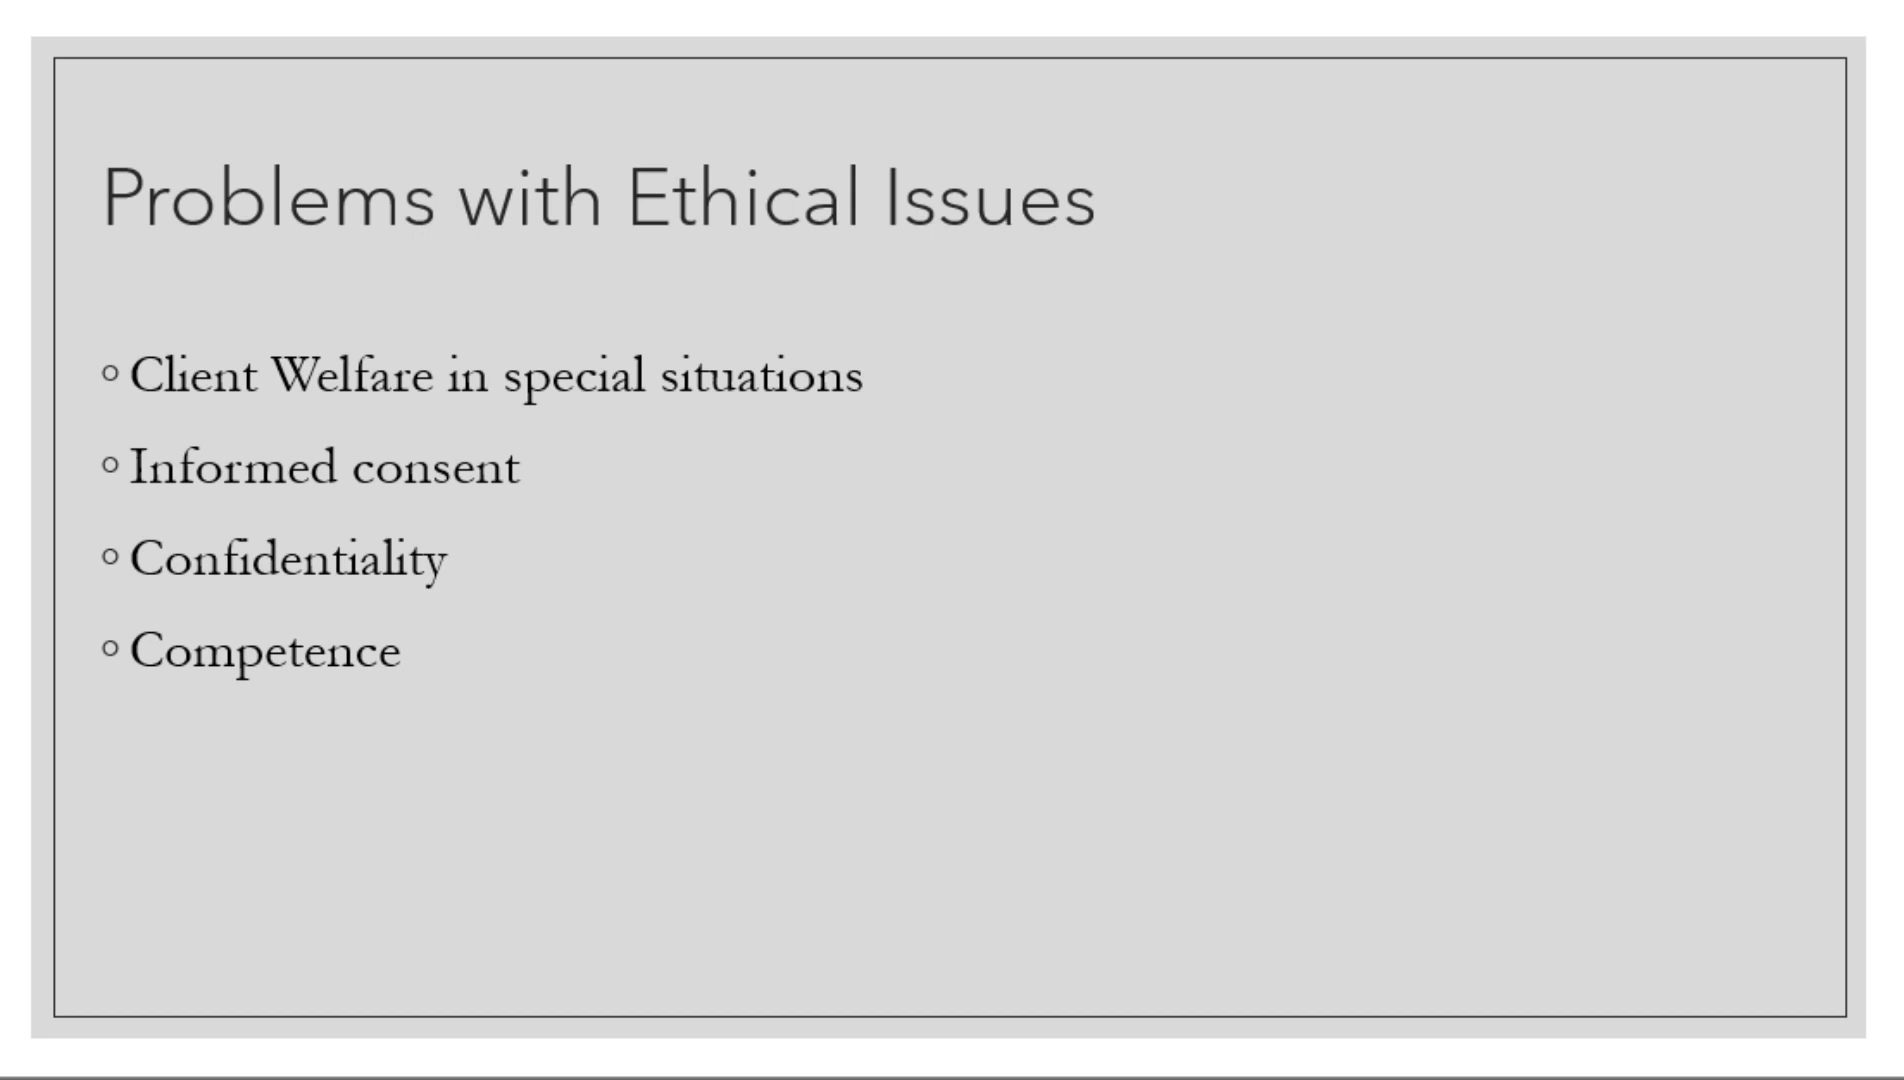 Problems with Ethical Issues
◦ Client Welfare in special situations
◦ Informed consent
◦ Confidentiality
◦ Competence